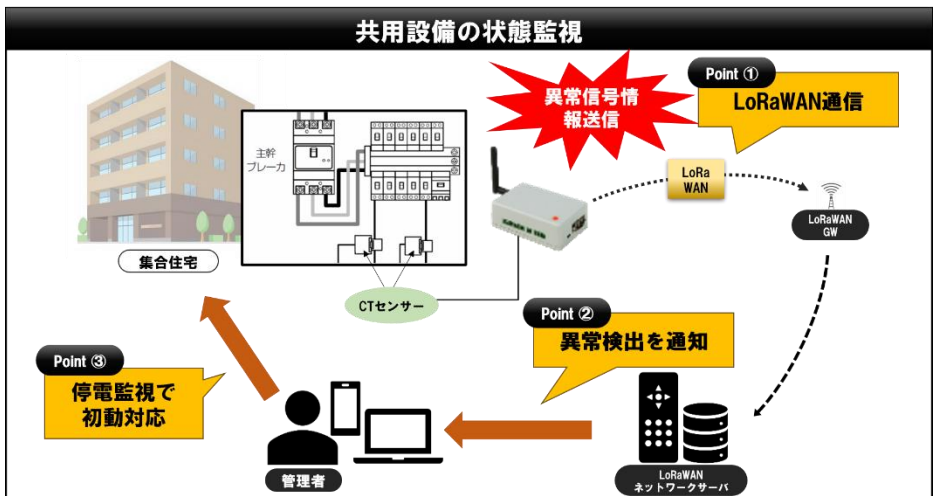 共用設備の状態監視
Point ①
LoRaWAN通信
異常信号情
報送信
主幹
ブレーカ
LoRa
WAN
LoRaWAN
GW
集合住宅
CTセンサー
Point ②
異常検出を通知
Point ③
停電監視で
初動対応
管理者
LoRaWAN
ネットワークサーバ